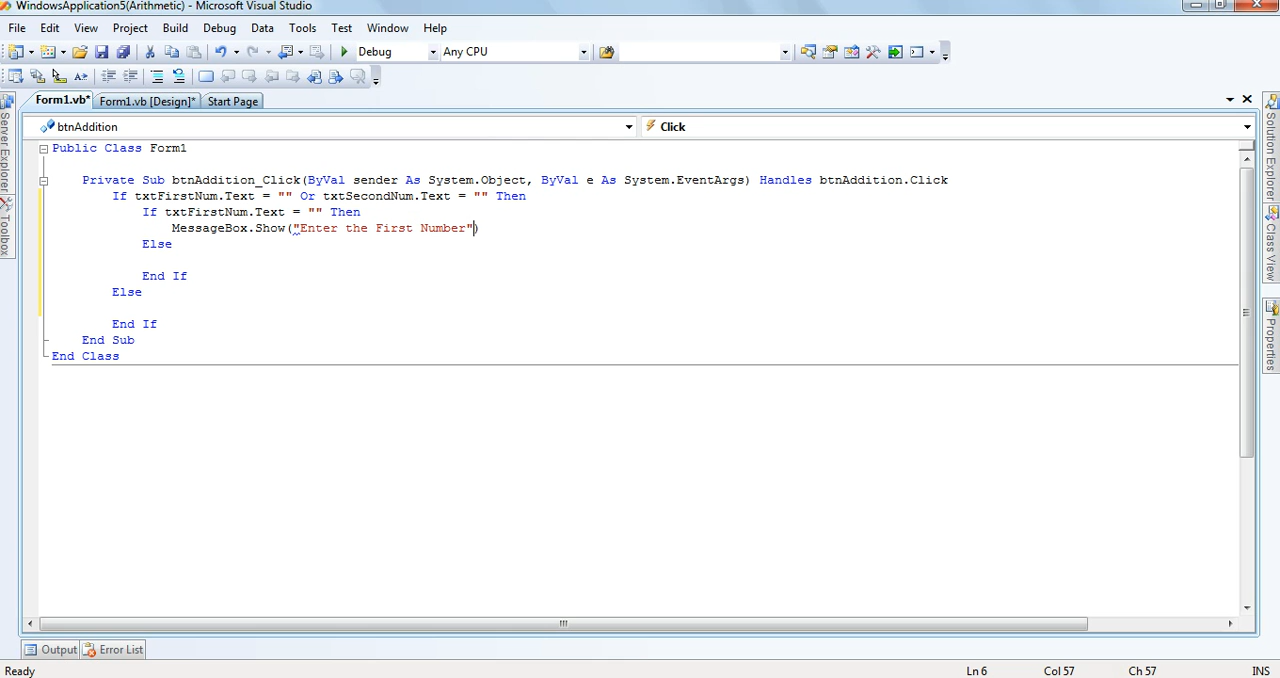 WindowsApplication5(Arithmetic) - Microsoft Visual Studio
File Edit View Project Build Debug Data Tools Test Window Help
Debug Any CPU
Form1.vb* Form1.vb [Design]* Start Page
btnAddition Click
Public Class Form1
Private Sub btnAddition_Click(ByVal sender As System.Object, ByVal e As System.EventArgs) Handles btnAddition.Click
If txtFirstNum.Text = "" Or txtSecondNum.Text = "" Then
If txtFirstNum.Text = "" Then
MessageBox.Show("Enter the First Number")
Else
End If
Else
End If
End Sub
End Class
Server Explorer
Toolbox
Solution Explorer
Class View
Properties
Output Error List
Ready Ln 6 Col 57 Ch 57 INS